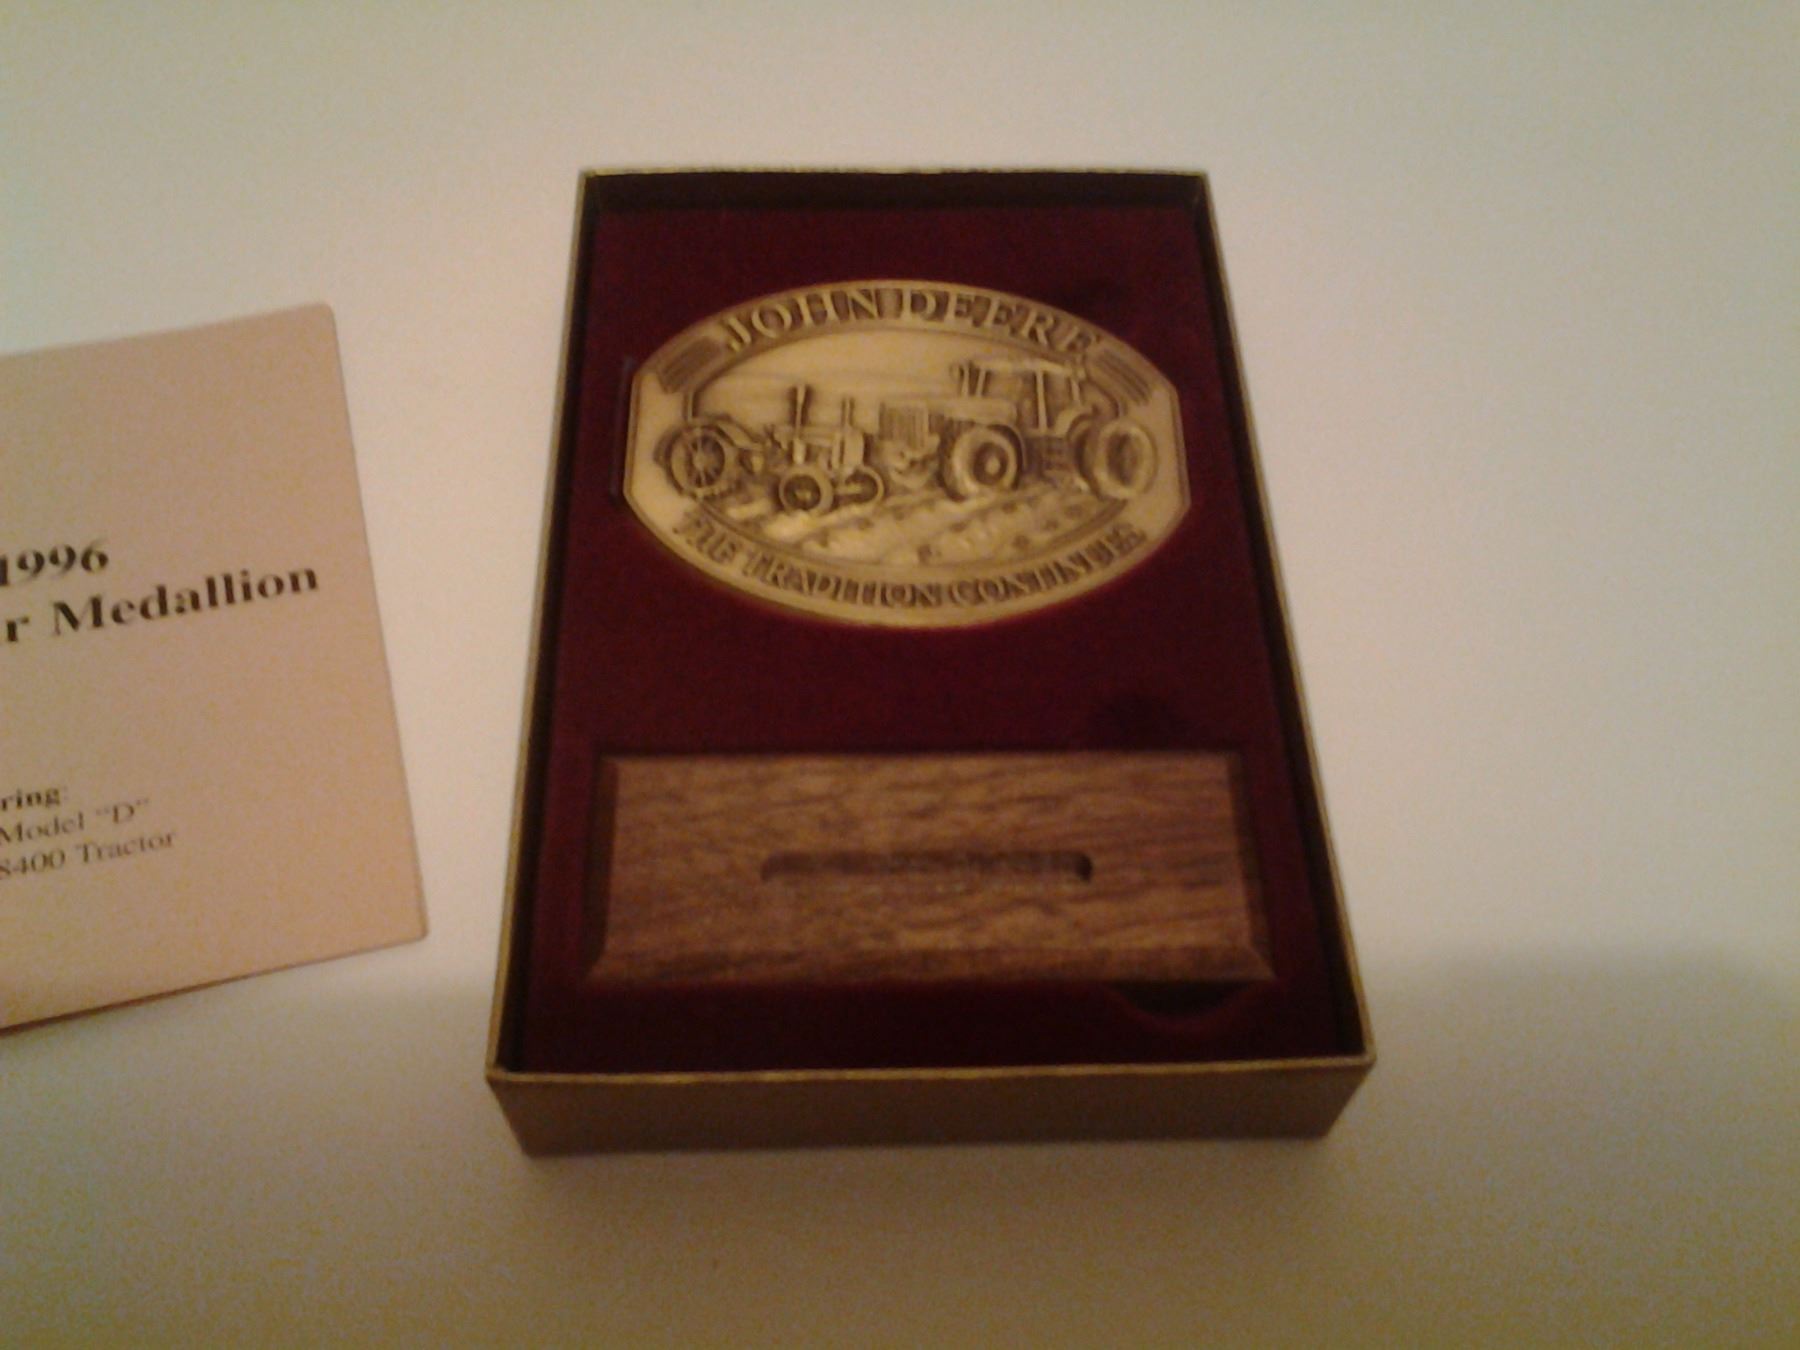 1996
r Medallion
ring:
Model "D"
8400 Tractor
JOHN DEERE
THE TRADITION CONTINUES